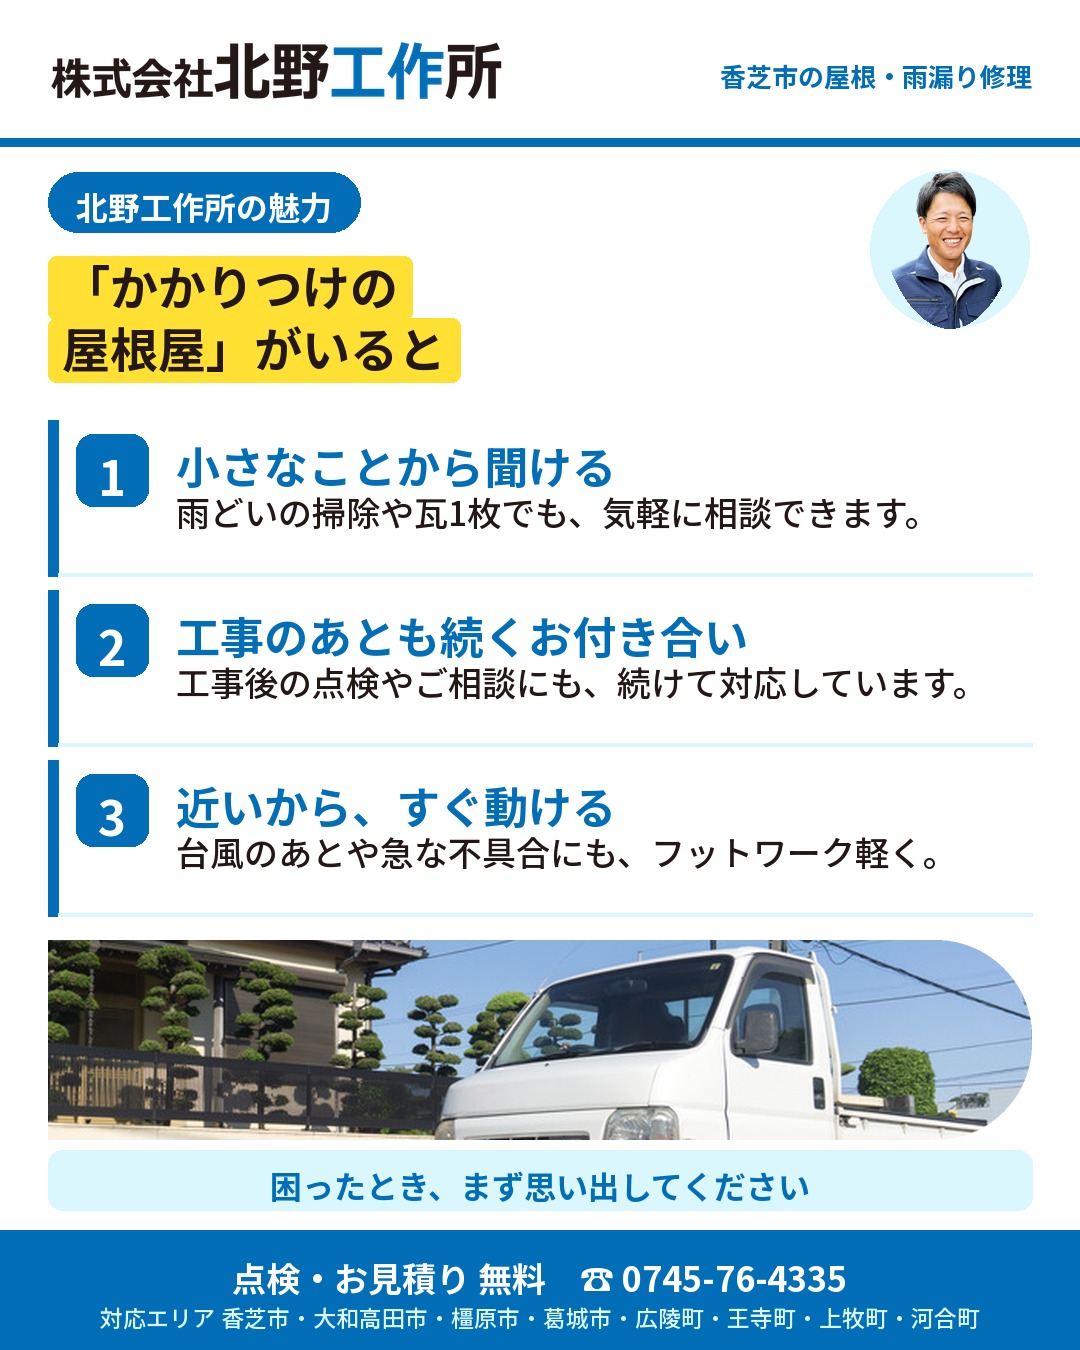 株式会社北野工作所
香芝市の屋根・雨漏り修理
北野工作所の魅力
「かかりつけの
屋根屋」がいると
1
小さなことから聞ける
雨どいの掃除や瓦1枚でも、気軽に相談できます。
2
工事のあとも続くお付き合い
工事後の点検やご相談にも、続けて対応しています。
3
近いから、すぐ動ける
台風のあとや急な不具合にも、フットワーク軽く。
困ったとき、まず思い出してください
点検・お見積り 無料 ☎ 0745-76-4335
対応エリア 香芝市・大和高田市・橿原市・葛城市・広陵町・王寺町・上牧町・河合町